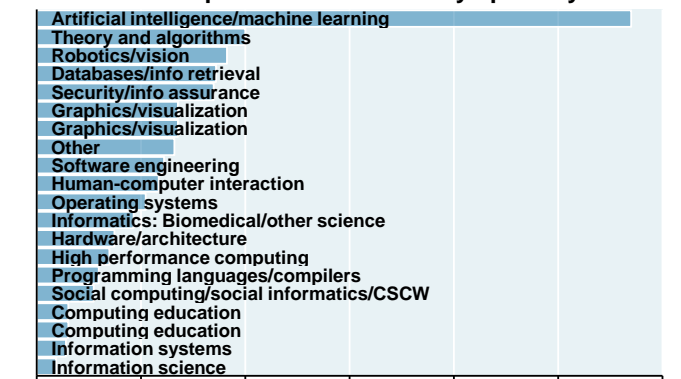 Artificial intelligence/machine learning
Theory and algorithms
Robotics/vision
Databases/info retrieval
Security/info assurance
Graphics/visualization
Graphics/visualization
Other
Software engineering
Human-computer interaction
Operating systems
Informatics: Biomedical/other science
Hardware/architecture
High performance computing
Programming languages/compilers
Social computing/social informatics/CSCW
Computing education
Computing education
Information systems
Information science